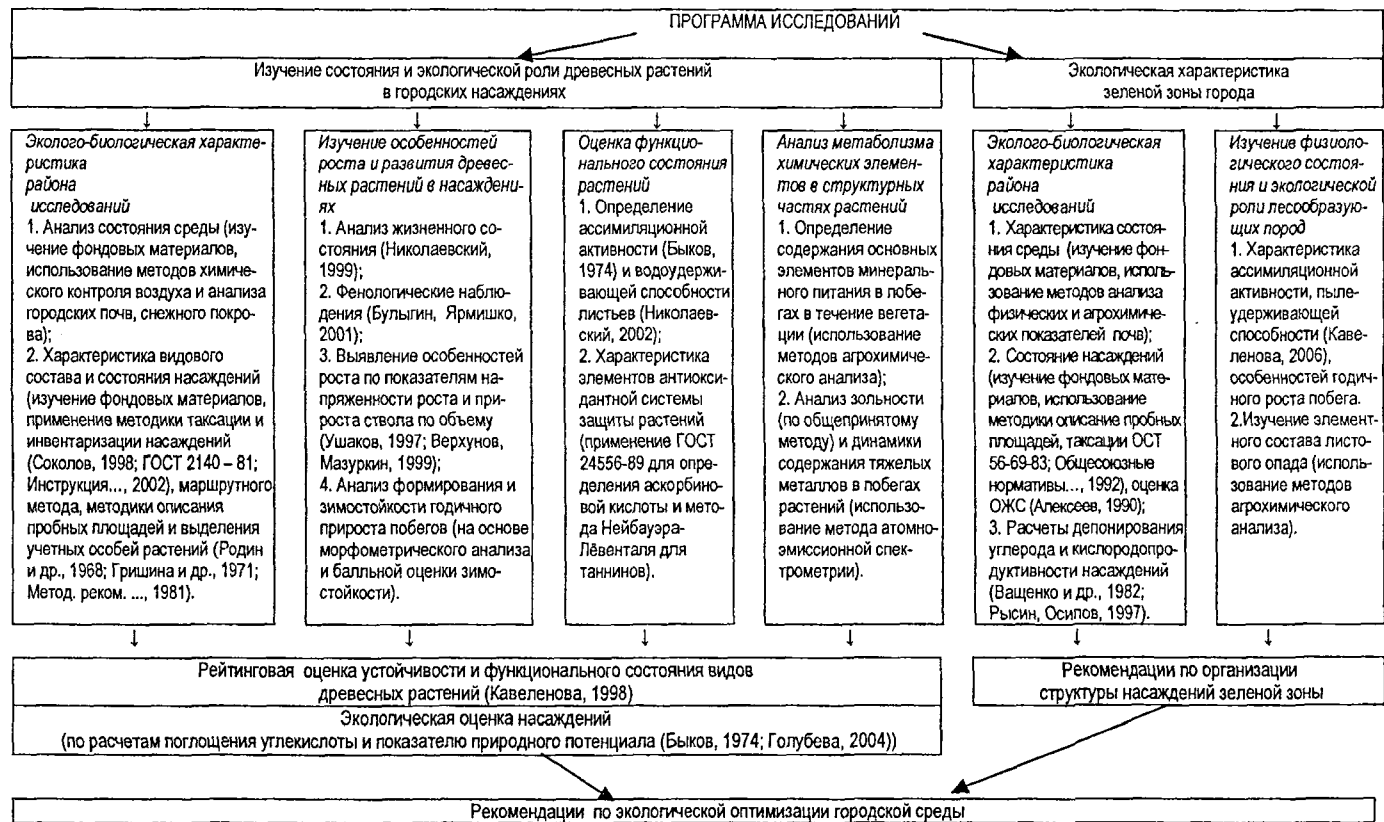 ПРОГРАММА ИССЛЕДОВАНИЙ
Изучение состояния и экологической роли древесных растений
в городских насаждениях
Экологическая характеристика
зеленой зоны города
Эколого-биологическая характе-
ристика
района
исследований
1. Анализ состояния среды (изу-
чение фондовых материалов,
использование методов химиче-
ского контроля воздуха и анализа
городских почв, снежного покро-
ва);
2. Характеристика видового
состава и состояния насаждений
(изучение фондовых материалов,
применение методики таксации и
инвентаризации насаждений
(Соколов, 1998; ГОСТ 2140 – 81;
Инструкция..., 2002), маршрутного
метода, методики описания
пробных площадей и выделения
учетных особей растений (Родин
и др., 1968; Гришина и др., 1971;
Метод. реком. ..., 1981).
Изучение особенностей
роста и развития древес-
ных растений в насаждени-
ях
1. Анализ жизненного со-
стояния (Николаевский,
1999);
2. Фенологические наблю-
дения (Булыгин, Ярмишко,
2001);
3. Выявление особенностей
роста по показателям на-
пряженности роста и при-
роста ствола по объему
(Ушаков, 1997; Верхунов,
Мазуркин, 1999);
4. Анализ формирования и
зимостойкости годичного
прироста побегов (на основе
морфометрического анализа
и балльной оценки зимо-
стойкости).
Оценка функцио-
нального состояния
растений
1. Определение
ассимиляционной
активности (Быков,
1974) и водоудержи-
вающей способности
листьев (Николаев-
ский, 2002);
2. Характеристика
элементов антиокси-
дантной системы
защиты растений
(применение ГОСТ
24556-89 для опре-
деления аскорбино-
вой кислоты и мето-
да Нейбауэра-
Лёвенталя для
таннинов).
Анализ метаболизма
химических элемен-
тов в структурных
частях растений
1. Определение
содержания основных
элементов минераль-
ного питания в побе-
гах в течение вегета-
ции (использование
методов агрохимиче-
ского анализа);
2. Анализ зольности
(по общепринятому
методу) и динамики
содержания тяжелых
металлов в побегах
растений (использо-
вание метода атомно-
эмиссионной спек-
трометрии).
Эколого-биологическая
характеристика
района
исследований
1. Характеристика состоя-
ния среды (изучение фон-
довых материалов, исполь-
зование методов анализа
физических и агрохими-
ческих показателей почв);
2. Состояние насаждений
(изучение фондовых мате-
риалов, использование
методики описание пробных
площадей, таксации ОСТ
56-69-83; Общесоюзные
нормативы..., 1992), оценка
ОЖС (Алексеев, 1990);
3. Расчеты депонирования
углерода и кислородопро-
дуктивности насаждений
(Ващенко и др., 1982;
Рысин, Осипов, 1997).
Изучение физиоло-
гического состоя-
ния и экологической
роли лесообразую-
щих пород
1. Характеристика
ассимиляционной
активности, пыле-
удерживающей
способности (Каве-
ленова, 2006),
особенностей годич-
ного роста побега.
2.Изучение элемент-
ного состава листо-
вого опада (исполь-
зование методов
агрохимического
анализа).
Рейтинговая оценка устойчивости и функционального состояния видов
древесных растений (Кавеленова, 1998)
Экологическая оценка насаждений
(по расчетам поглощения углекислоты и показателю природного потенциала (Быков, 1974; Голубева, 2004))
Рекомендации по организации
структуры насаждений зеленой зоны
Рекомендации по экологической оптимизации городской среды